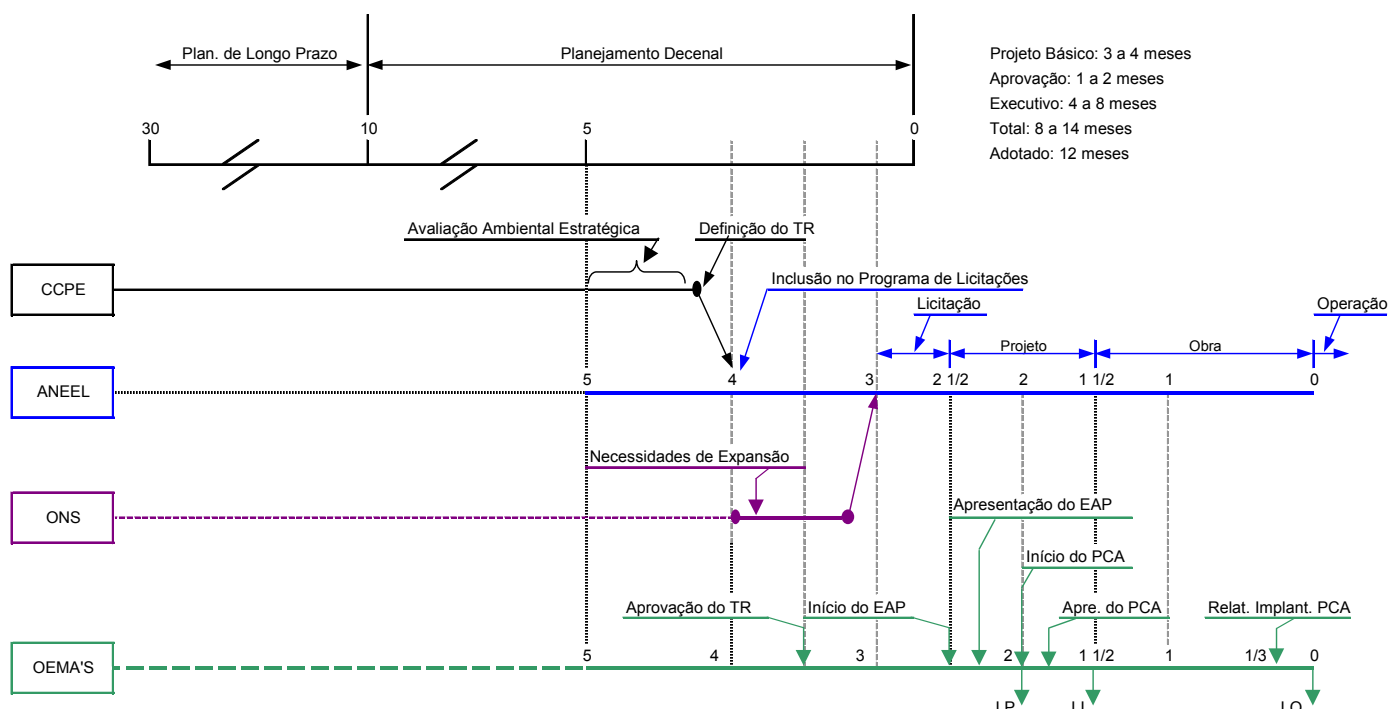 Plan. de Longo Prazo
Planejamento Decenal
Projeto Básico: 3 a 4 meses
Aprovação: 1 a 2 meses
Executivo: 4 a 8 meses
Total: 8 a 14 meses
Adotado: 12 meses
30 10 5 0
Avaliação Ambiental Estratégica
Definição do TR
CCPE
Inclusão no Programa de Licitações
Licitação
Operação
Projeto
Obra
ANEEL
5 4 3 2 1/2 2 1 1/2 1 0
Necessidades de Expansão
ONS
Apresentação do EAP
Início do PCA
Aprovação do TR
Início do EAP
Apre. do PCA
Relat. Implant. PCA
OEMA'S
5 4 3 2 1 1/2 1 1/3 0
LP LI LO